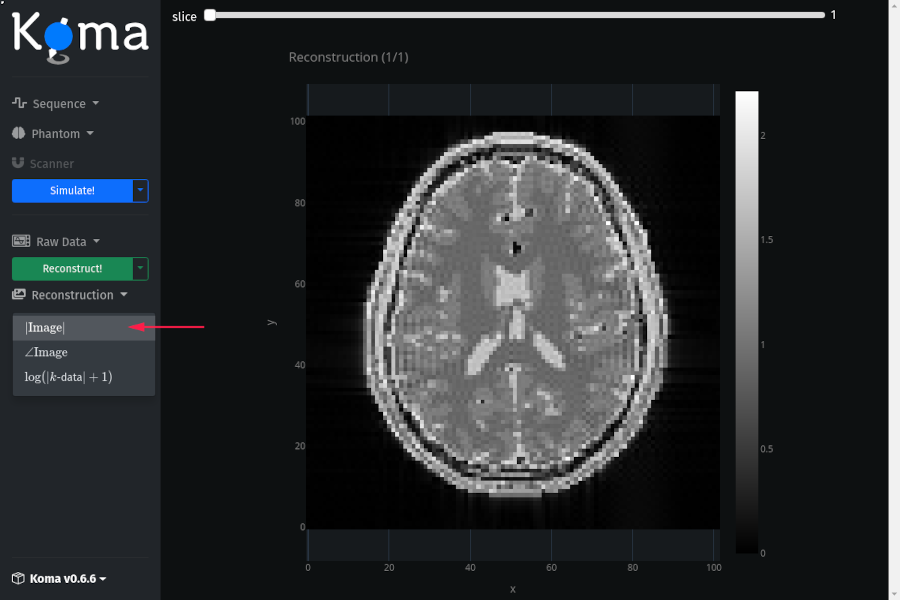 Koma
Sequence
Phantom
Scanner
Simulate!
Raw Data
Reconstruct!
Reconstruction
|Image|
∠Image
log(|k-data| + 1)
Koma v0.6.6
slice 1
Reconstruction (1/1)
100
80
60
40
20
0
y
0 20 40 60 80 100
x
2
1.5
1
0.5
0